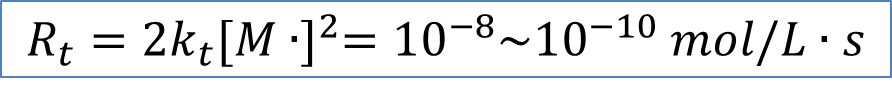 R_t = 2k_t[M ·]^2 = 10^{-8}~10^{-10} mol/L · s